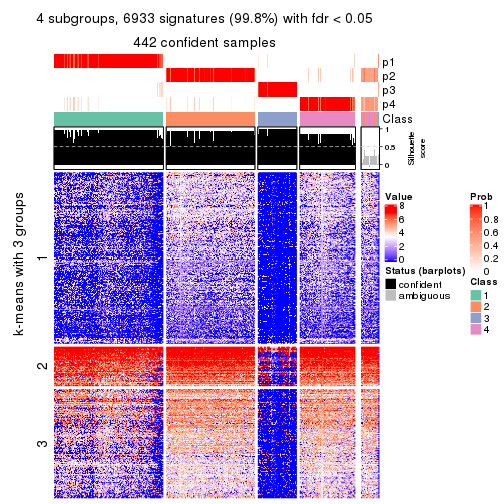 4 subgroups, 6933 signatures (99.8%) with fdr < 0.05
442 confident samples
p1
p2
p3
p4
Class
1
0.5
0
Silhouette
score
k-means with 3 groups
1
2
3
Value
8
6
4
2
0
Status (barplots)
confident
ambiguous
Prob
1
0.8
0.6
0.4
0.2
0
Class
1
2
3
4